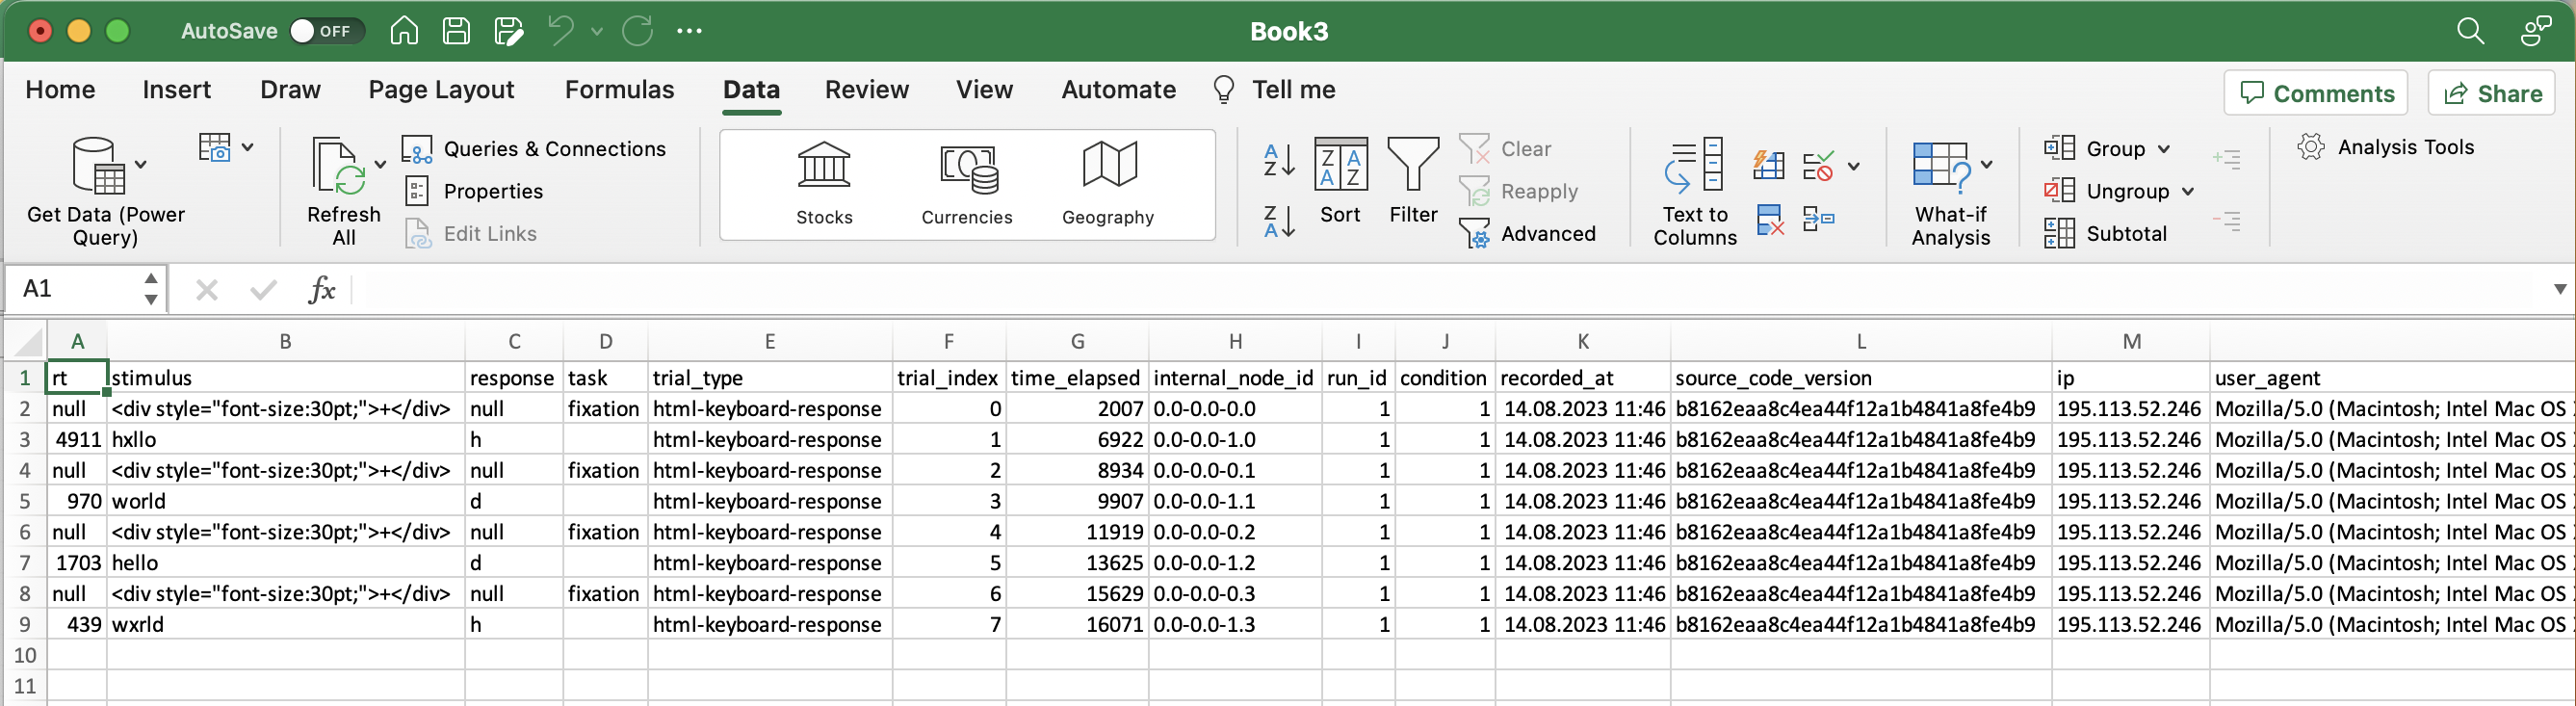 AutoSave OFF Book3
Home Insert Draw Page Layout Formulas Data Review View Automate Tell me Comments Share
Get Data (Power Query)
Refresh All
Queries & Connections
Properties
Edit Links
Stocks Currencies Geography
A Z
Z A
Z A A Z
Sort
Filter
Clear
Reapply
Advanced
Text to Columns
What-if Analysis
Group
Ungroup
Subtotal
Analysis Tools
A1 fx
A B C D E F G H I J K L M
1 rt stimulus response task trial_type trial_index time_elapsed internal_node_id run_id condition recorded_at source_code_version ip user_agent
2 null <div style="font-size:30pt;">+</div> null fixation html-keyboard-response 0 2007 0.0-0.0-0.0 1 1 14.08.2023 11:46 b8162eaa8c4ea44f12a1b4841a8fe4b9 195.113.52.246 Mozilla/5.0 (Macintosh; Intel Mac OS
3 4911 hxllo h html-keyboard-response 1 6922 0.0-0.0-1.0 1 1 14.08.2023 11:46 b8162eaa8c4ea44f12a1b4841a8fe4b9 195.113.52.246 Mozilla/5.0 (Macintosh; Intel Mac OS
4 null <div style="font-size:30pt;">+</div> null fixation html-keyboard-response 2 8934 0.0-0.0-0.1 1 1 14.08.2023 11:46 b8162eaa8c4ea44f12a1b4841a8fe4b9 195.113.52.246 Mozilla/5.0 (Macintosh; Intel Mac OS
5 970 world d html-keyboard-response 3 9907 0.0-0.0-1.1 1 1 14.08.2023 11:46 b8162eaa8c4ea44f12a1b4841a8fe4b9 195.113.52.246 Mozilla/5.0 (Macintosh; Intel Mac OS
6 null <div style="font-size:30pt;">+</div> null fixation html-keyboard-response 4 11919 0.0-0.0-0.2 1 1 14.08.2023 11:46 b8162eaa8c4ea44f12a1b4841a8fe4b9 195.113.52.246 Mozilla/5.0 (Macintosh; Intel Mac OS
7 1703 hello d html-keyboard-response 5 13625 0.0-0.0-1.2 1 1 14.08.2023 11:46 b8162eaa8c4ea44f12a1b4841a8fe4b9 195.113.52.246 Mozilla/5.0 (Macintosh; Intel Mac OS
8 null <div style="font-size:30pt;">+</div> null fixation html-keyboard-response 6 15629 0.0-0.0-0.3 1 1 14.08.2023 11:46 b8162eaa8c4ea44f12a1b4841a8fe4b9 195.113.52.246 Mozilla/5.0 (Macintosh; Intel Mac OS
9 439 wxrld h html-keyboard-response 7 16071 0.0-0.0-1.3 1 1 14.08.2023 11:46 b8162eaa8c4ea44f12a1b4841a8fe4b9 195.113.52.246 Mozilla/5.0 (Macintosh; Intel Mac OS
10
11